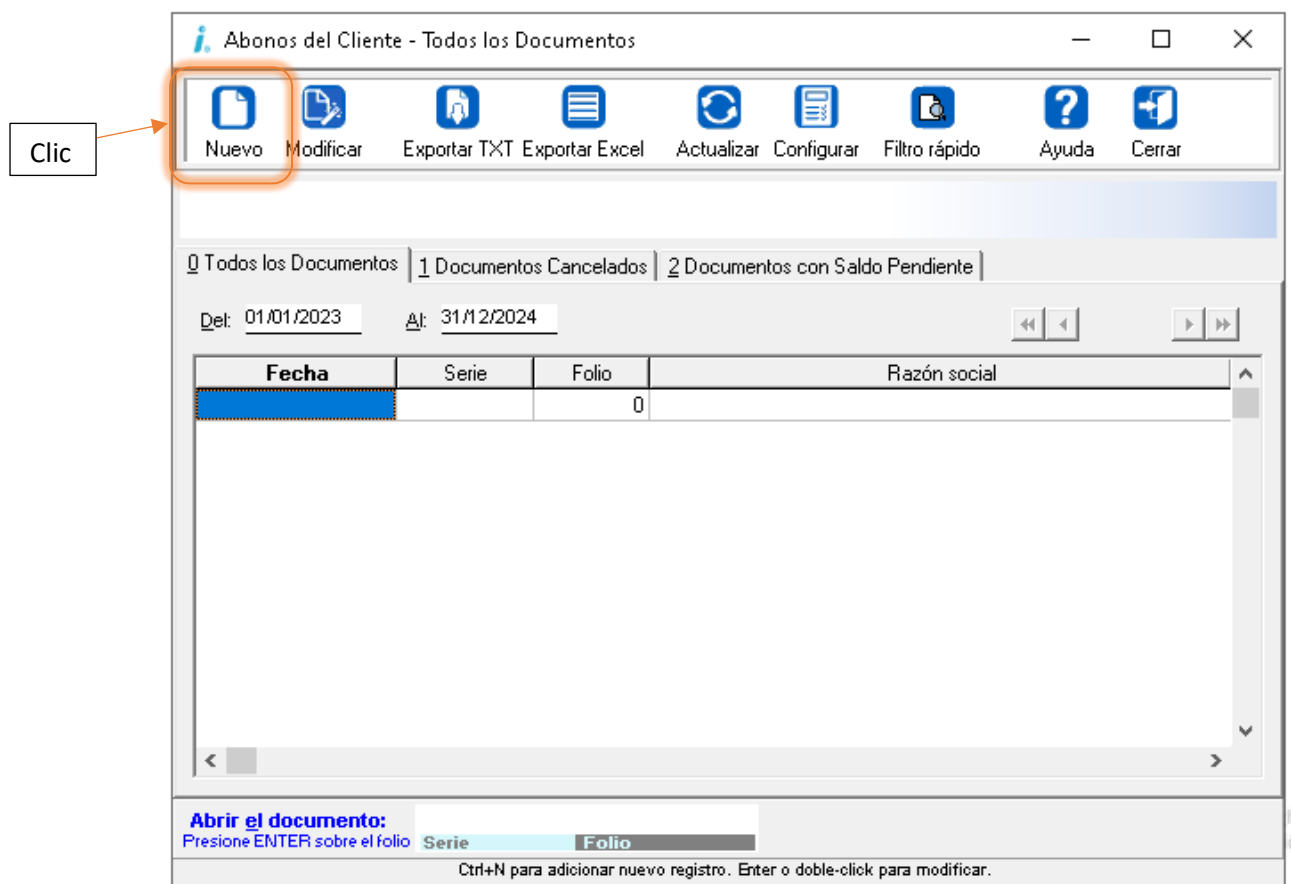 Abonos del Cliente - Todos los Documentos
Clic
Nuevo Modificar Exportar TXT Exportar Excel Actualizar Configurar Filtro rápido Ayuda Cerrar
0 Todos los Documentos 1 Documentos Cancelados 2 Documentos con Saldo Pendiente
Del: 01/01/2023 Al: 31/12/2024
Fecha Serie Folio Razón social
0
Abrir el documento:
Presione ENTER sobre el folio Serie Folio
Ctrl+N para adicionar nuevo registro. Enter o doble-click para modificar.